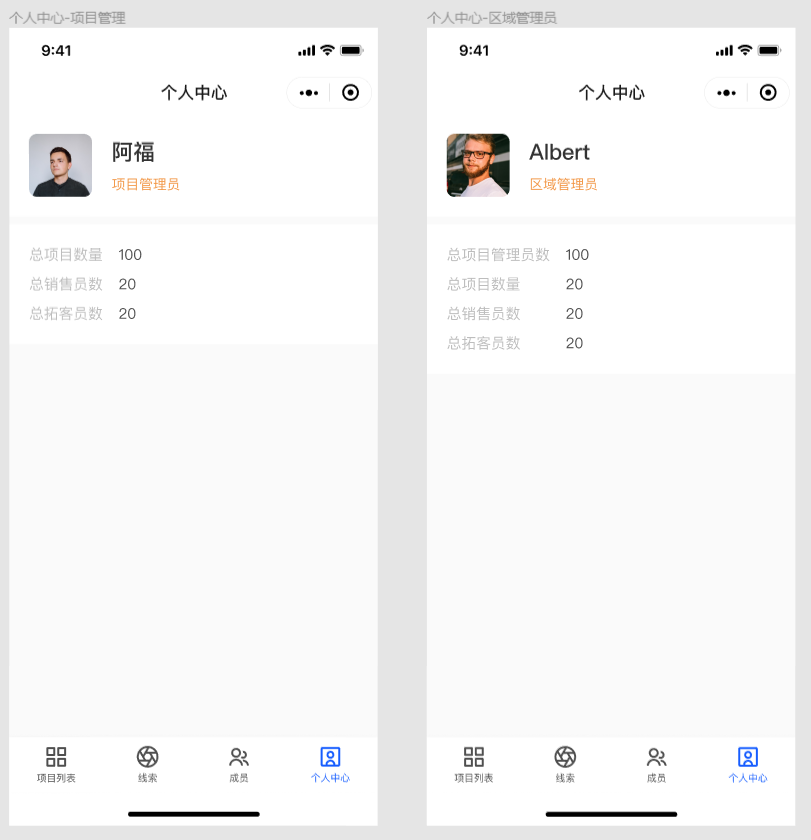 个人中心-项目管理
9:41
个人中心
阿福
项目管理员
总项目数量 100
总销售员数 20
总拓客员数 20
项目列表 线索 成员 个人中心
个人中心-区域管理员
9:41
个人中心
Albert
区域管理员
总项目管理员数 100
总项目数量 20
总销售员数 20
总拓客员数 20
项目列表 线索 成员 个人中心